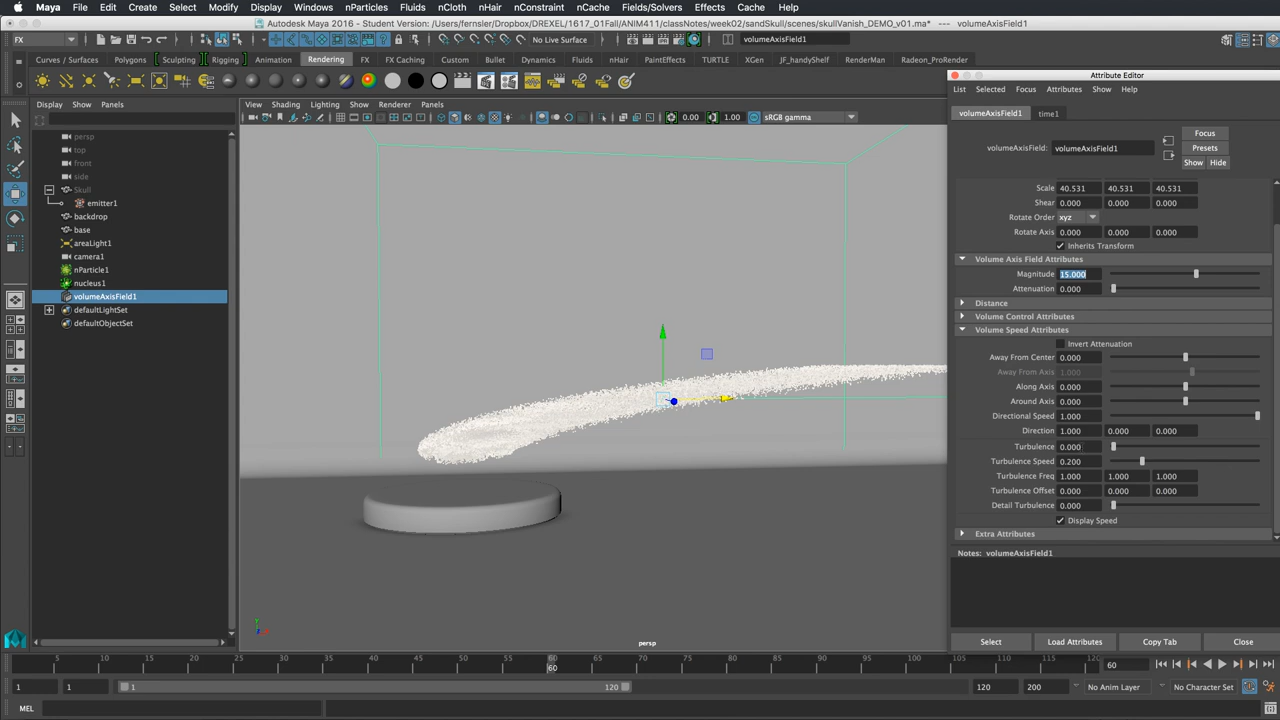 Maya File Edit Create Select Modify Display Windows nParticles Fluids nCloth nHair nConstraint nCache Fields/Solvers Effects Cache Help
Autodesk Maya 2016 - Student Version: /Users/fernsler/Dropbox/DREXEL/1617_01Fall/ANIM411/classNotes/week02/sandSkull/scenes/skullVanish_DEMO_v01.ma* --- volumeAxisField1
FX No Live Surface volumeAxisField1
Curves / Surfaces Polygons Sculpting Rigging Animation Rendering FX FX Caching Custom Bullet Dynamics Fluids nHair PaintEffects TURTLE XGen JF_handyShelf RenderMan Radeon_ProRender
Attribute Editor
List Selected Focus Attributes Show Help
Display Show Panels
View Shading Lighting Show Renderer Panels
0.00 1.00 sRGB gamma
volumeAxisField1 time1
persp
top
front
side
Skull
emitter1
backdrop
base
areaLight1
camera1
nParticle1
nucleus1
volumeAxisField1
defaultLightSet
defaultObjectSet
persp
Focus
volumeAxisField: volumeAxisField1 Presets
Show Hide
Scale 40.531 40.531 40.531
Shear 0.000 0.000 0.000
Rotate Order xyz
Rotate Axis 0.000 0.000 0.000
Inherits Transform
Volume Axis Field Attributes
Magnitude 15.000
Attenuation 0.000
Distance
Volume Control Attributes
Volume Speed Attributes
Invert Attenuation
Away From Center 0.000
Away From Axis 1.000
Along Axis 0.000
Around Axis 0.000
Directional Speed 1.000
Direction 1.000 0.000 0.000
Turbulence 0.000
Turbulence Speed 0.200
Turbulence Freq 1.000 1.000 1.000
Turbulence Offset 0.000 0.000 0.000
Detail Turbulence 0.000
Display Speed
Extra Attributes
Notes: volumeAxisField1
Select Load Attributes Copy Tab Close
5 10 15 20 25 30 35 40 45 50 55 60 65 70 75 80 85 90 95 100 105 110 115 120
60 60
1 1 1 120 120 200 No Anim Layer No Character Set
MEL